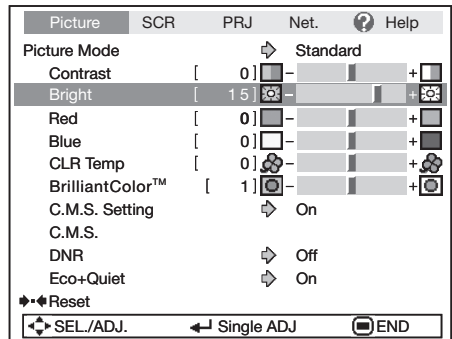 Picture SCR PRJ Net. ? Help
Picture Mode Standard
Contrast [ 0] - +
Bright [ 15] - +
Red [ 0] - +
Blue [ 0] - +
CLR Temp [ 0] - +
BrilliantColor™ [ 1] - +
C.M.S. Setting On
C.M.S.
DNR Off
Eco+Quiet On
Reset
SEL./ADJ. Single ADJ END